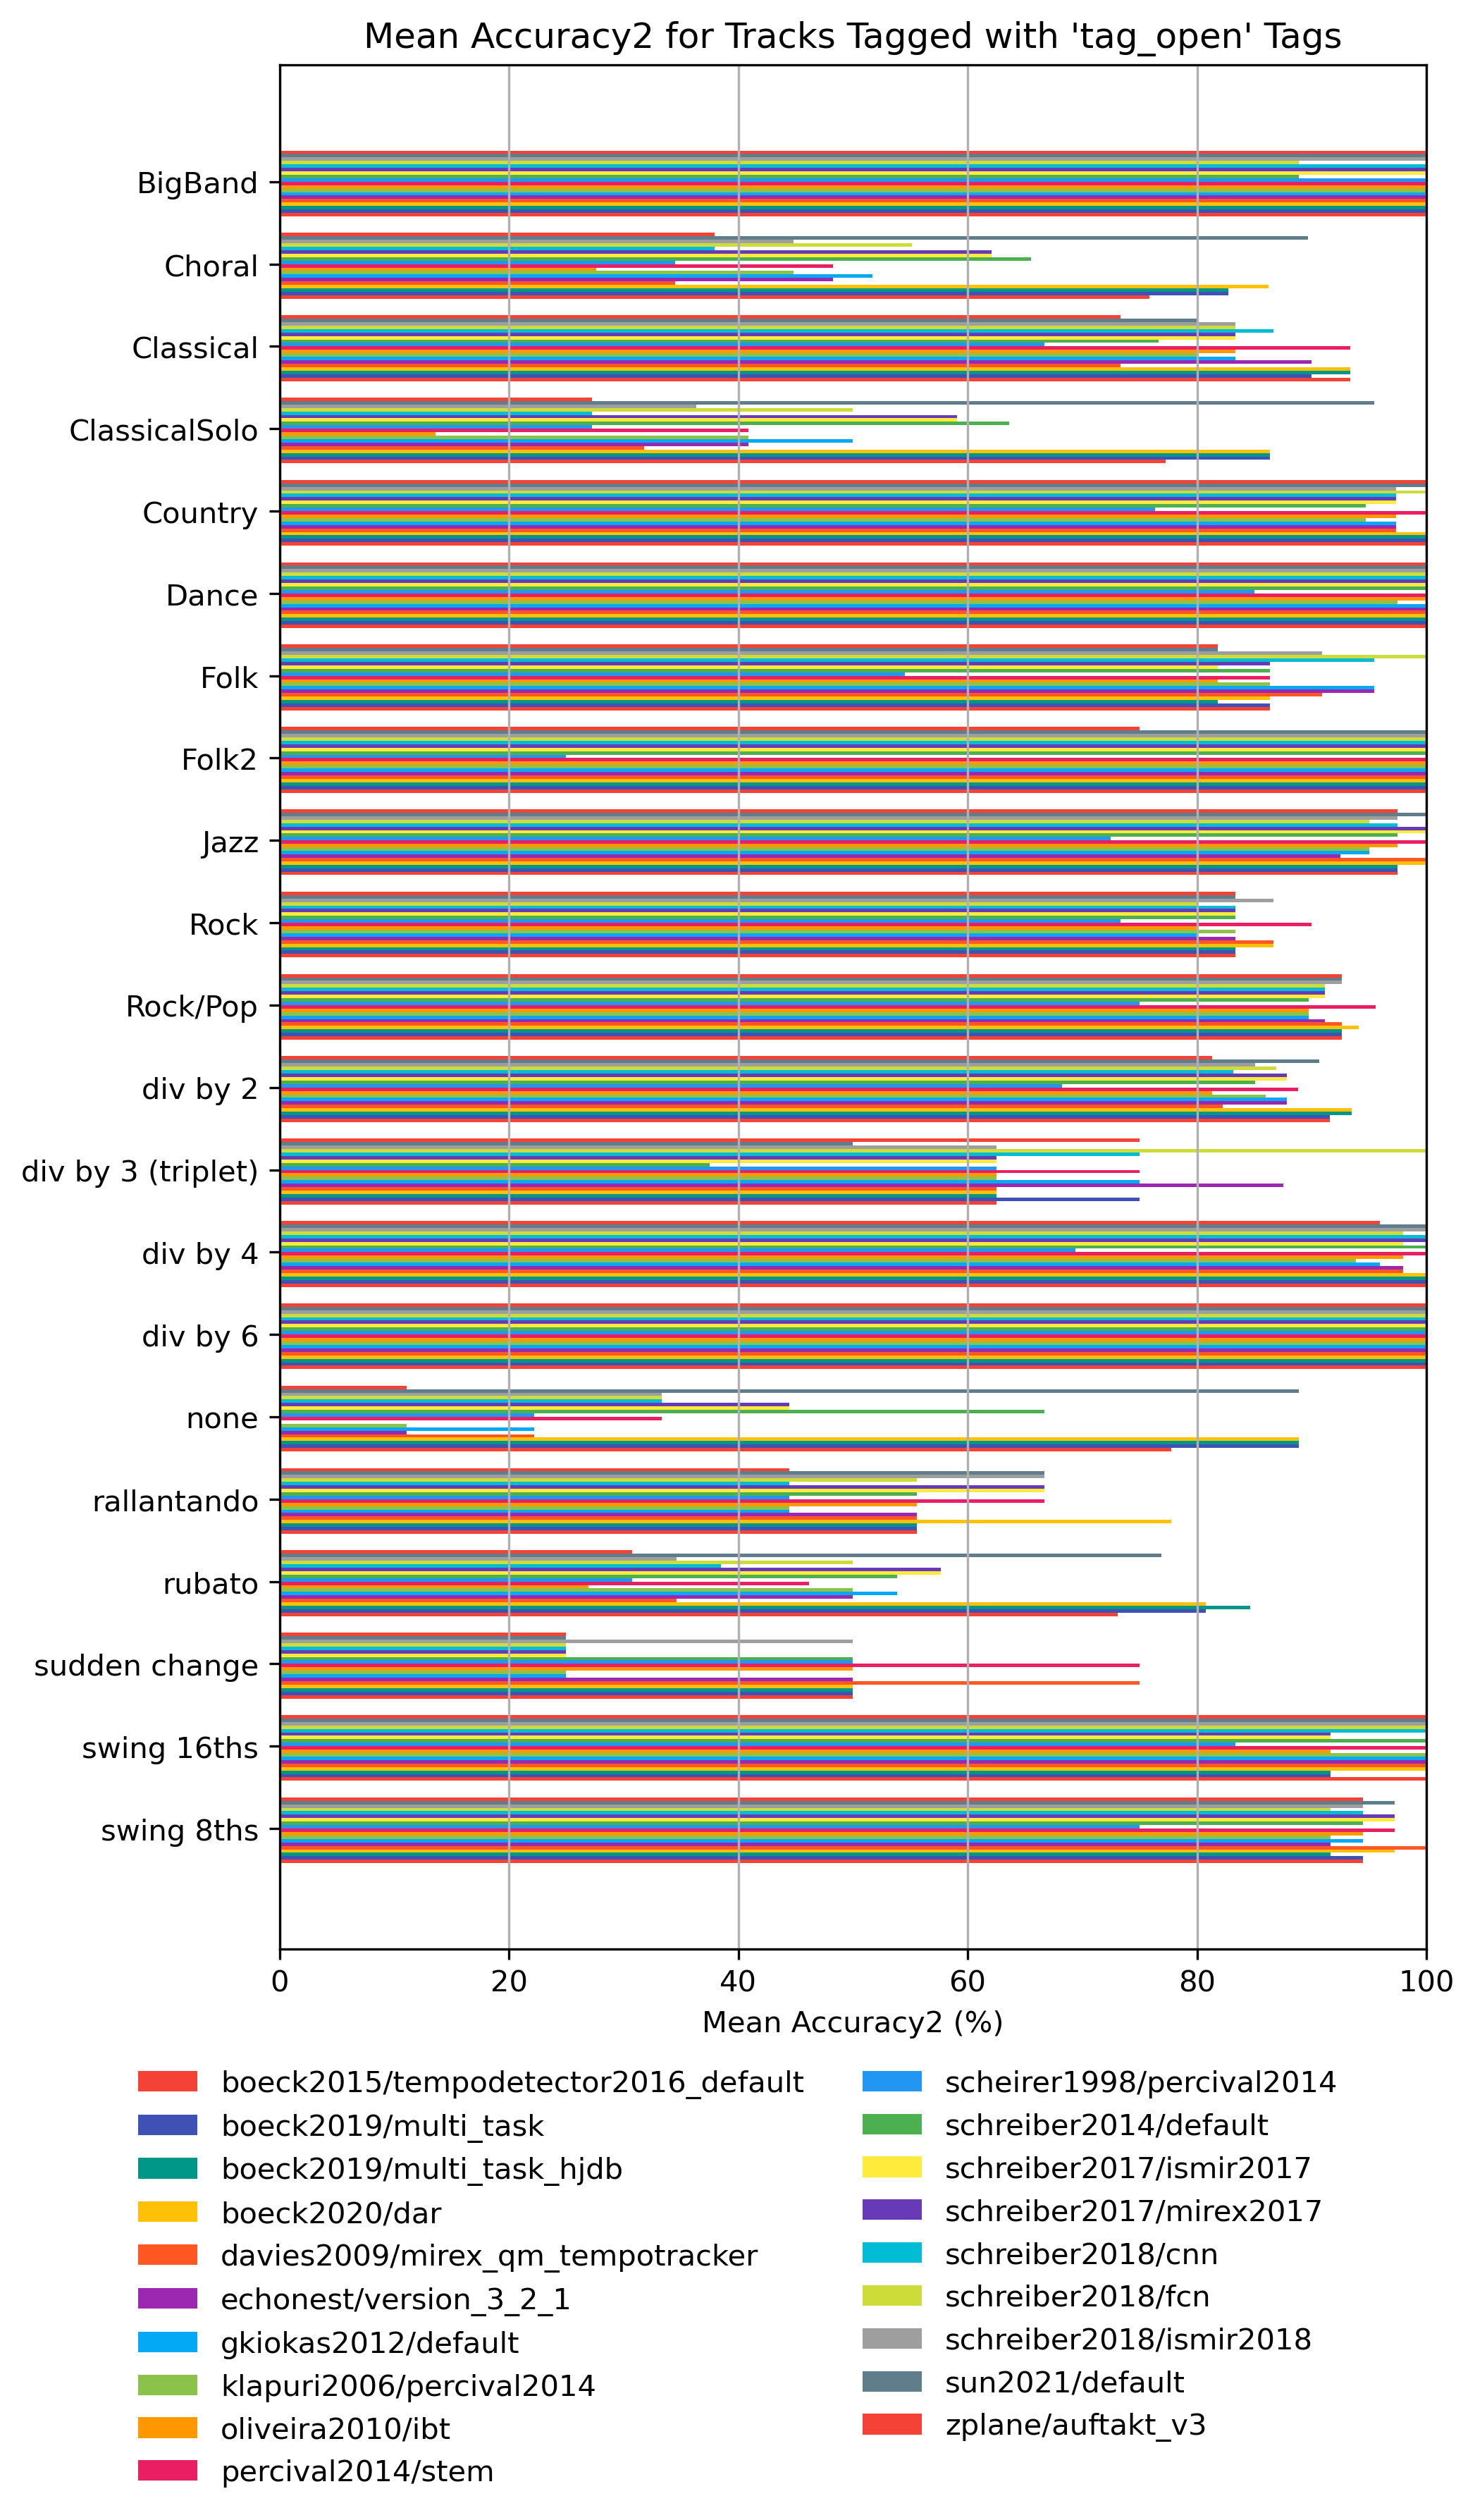 Mean Accuracy2 for Tracks Tagged with 'tag_open' Tags
BigBand
Choral
Classical
ClassicalSolo
Country
Dance
Folk
Folk2
Jazz
Rock
Rock/Pop
div by 2
div by 3 (triplet)
div by 4
div by 6
none
rallantando
rubato
sudden change
swing 16ths
swing 8ths
0 20 40 60 80 100
Mean Accuracy2 (%)
boeck2015/tempodetector2016_default
boeck2019/multi_task
boeck2019/multi_task_hjdb
boeck2020/dar
davies2009/mirex_qm_tempotracker
echonest/version_3_2_1
gkiokas2012/default
klapuri2006/percival2014
oliveira2010/ibt
percival2014/stem
scheirer1998/percival2014
schreiber2014/default
schreiber2017/ismir2017
schreiber2017/mirex2017
schreiber2018/cnn
schreiber2018/fcn
schreiber2018/ismir2018
sun2021/default
zplane/auftakt_v3